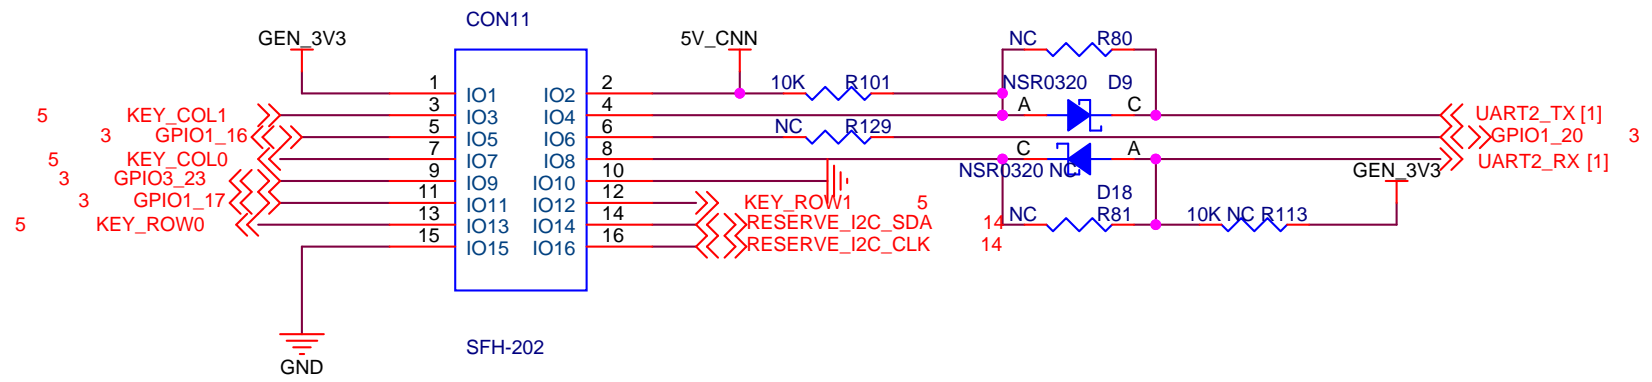 CON11
GEN_3V3 5V_CNN NC R80
1 2 10K R101 NSR0320 D9
IO1 IO2
5 KEY_COL1 3 IO3 IO4 4 A C UART2_TX [1]
3 GPIO1_16 5 IO5 IO6 6 NC R129 GPIO1_20 3
5 KEY_COL0 7 IO7 IO8 8 C A UART2_RX [1]
NSR0320 NC GEN_3V3
3 GPIO3_23 9 IO9 IO10 10
3 GPIO1_17 11 IO11 IO12 12 KEY_ROW1 5 D18
5 KEY_ROW0 13 IO13 IO14 14 RESERVE_I2C_SDA 14 NC R81 10K NC R113
15 IO15 IO16 16 RESERVE_I2C_CLK 14
SFH-202
GND